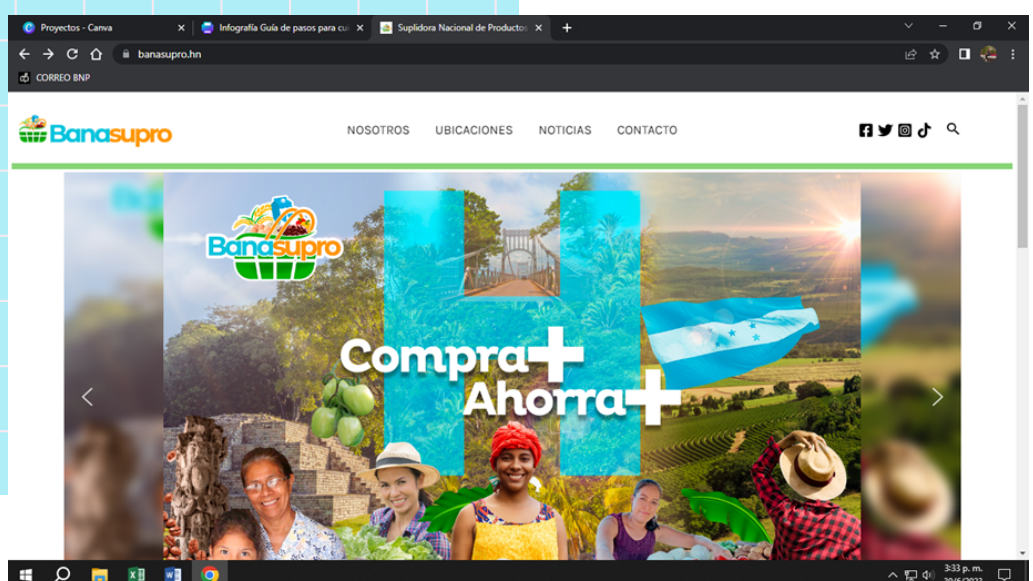 Proyectos - Canva
Infografía Guía de pasos para cui
Suplidora Nacional de Productos
banasupro.hn
CORREO BNP
Banasupro
NOSOTROS UBICACIONES NOTICIAS CONTACTO
Banasupro
Compra+
Ahorra+
3:33 p. m.